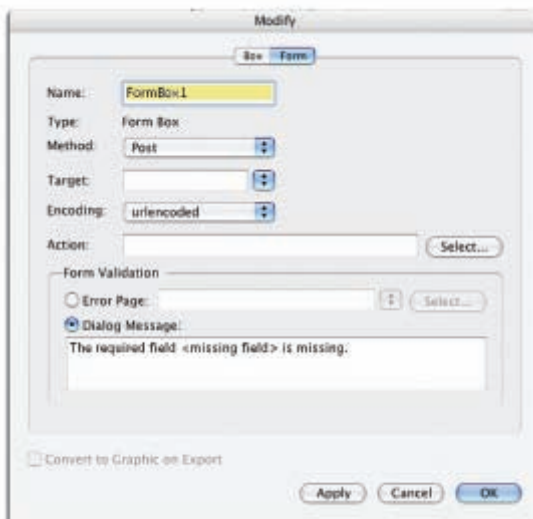 Modify
Box Form
Name: FormBox1
Type: Form Box
Method: Post
Target:
Encoding: urlencoded
Action: Select...
Form Validation
Error Page: Select...
Dialog Message:
The required field <missing field> is missing.
Convert to Graphic on Export
Apply Cancel OK